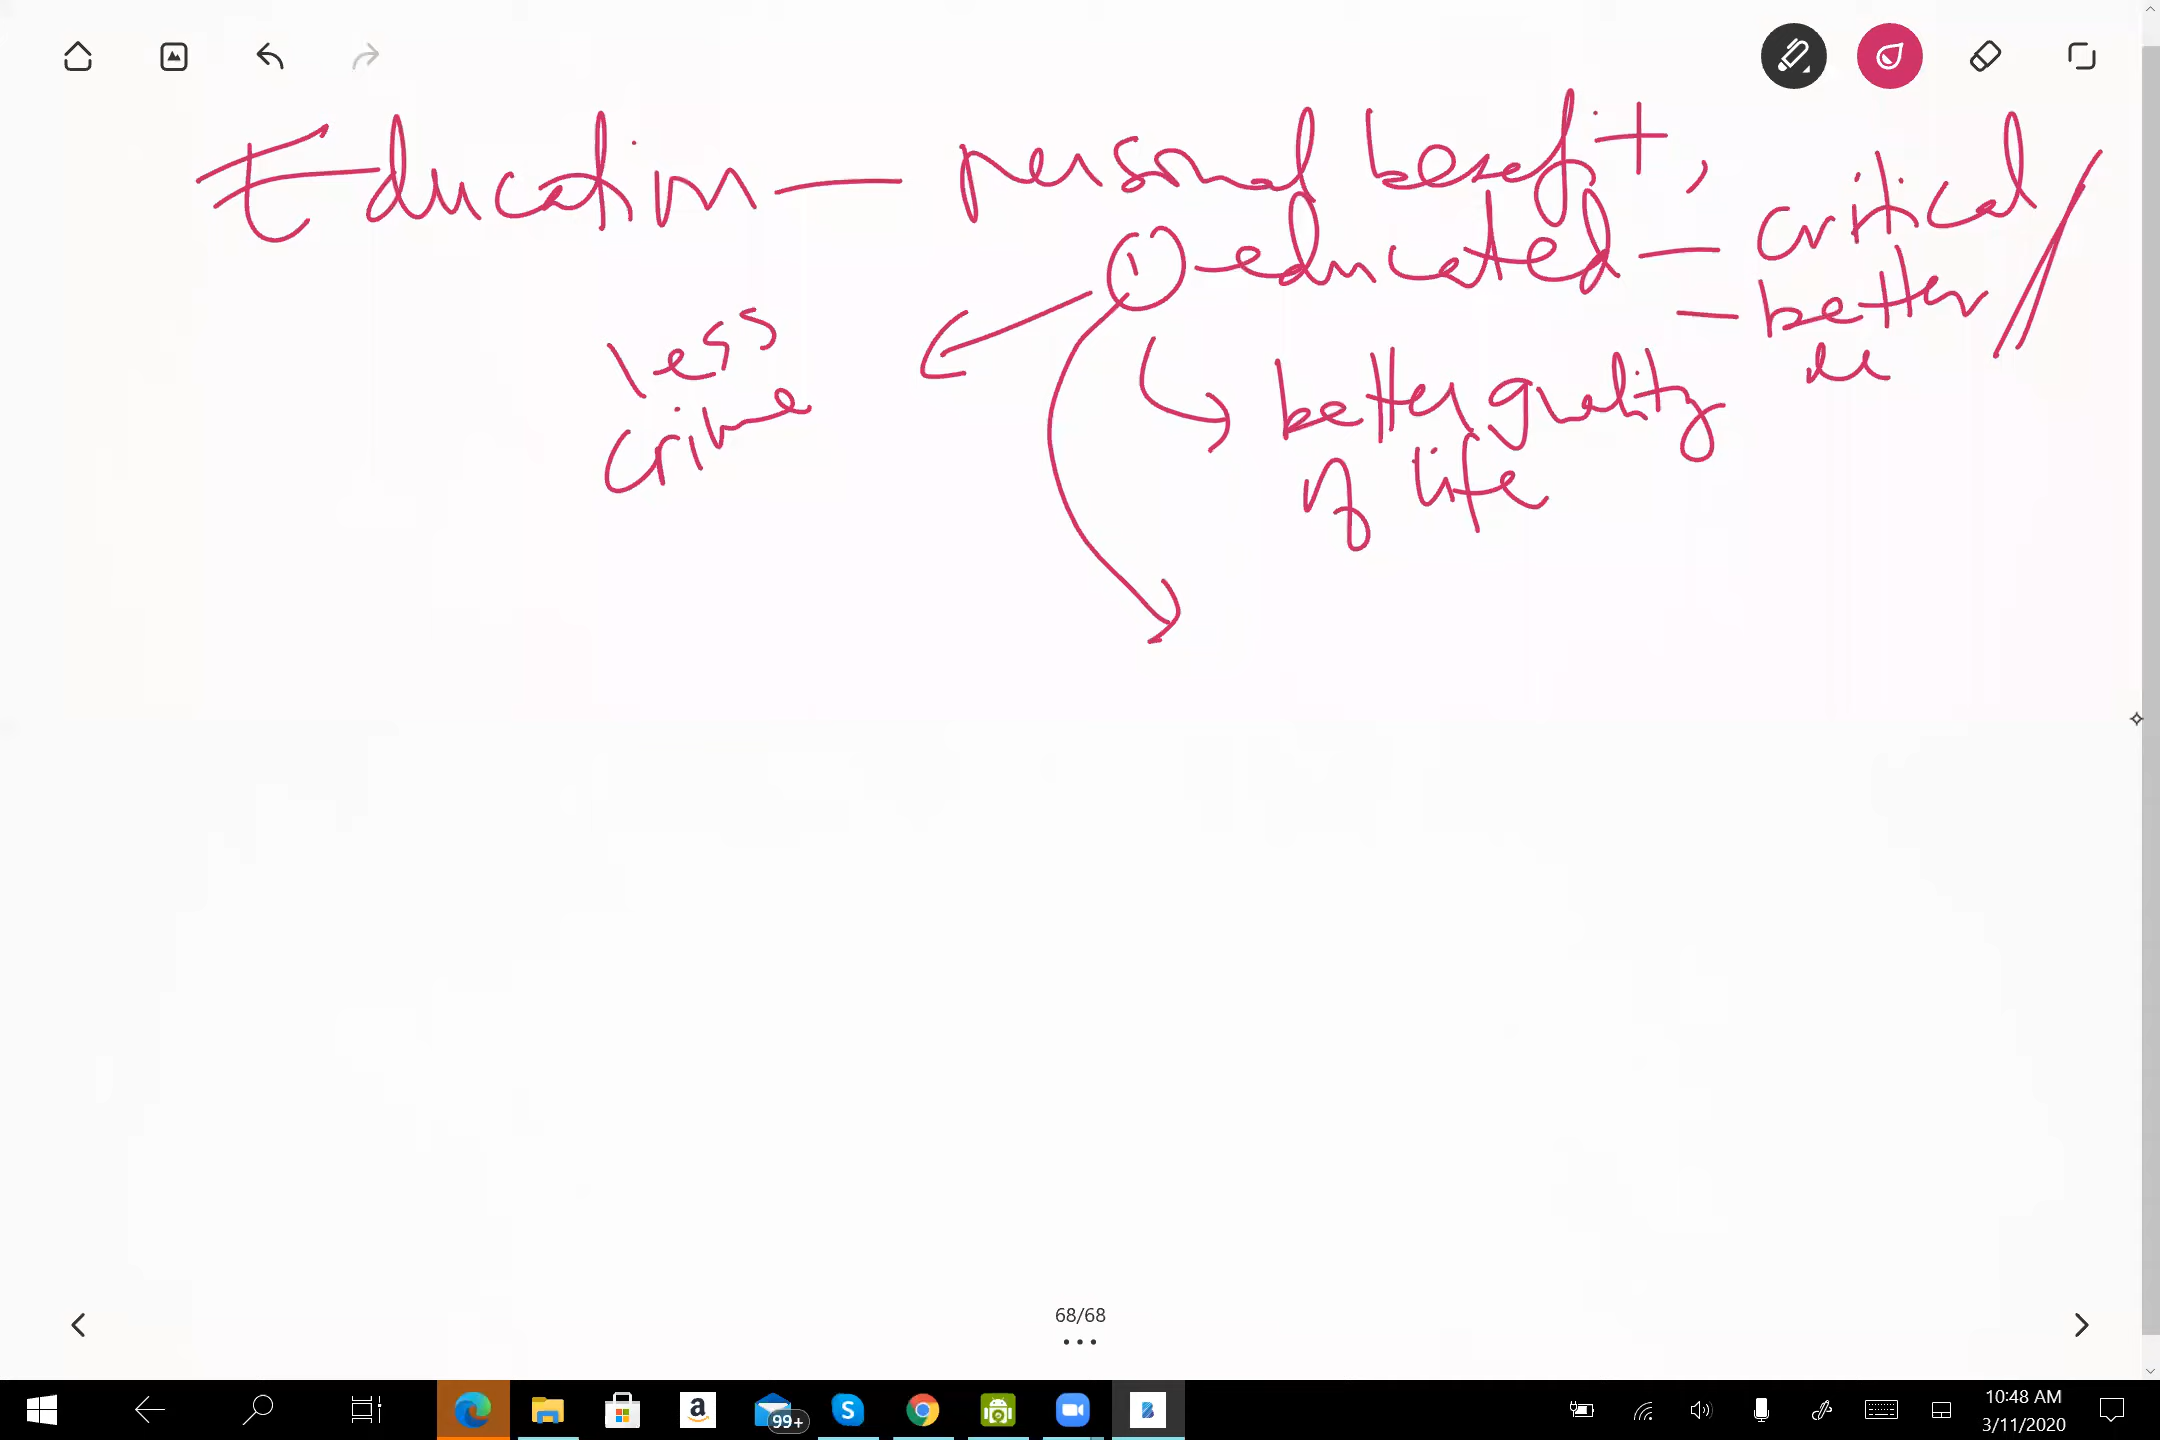 Education — personal benefit,
① — educated — critical
— better
less
crime
better quality
of life
68/68
99+
10:48 AM
3/11/2020